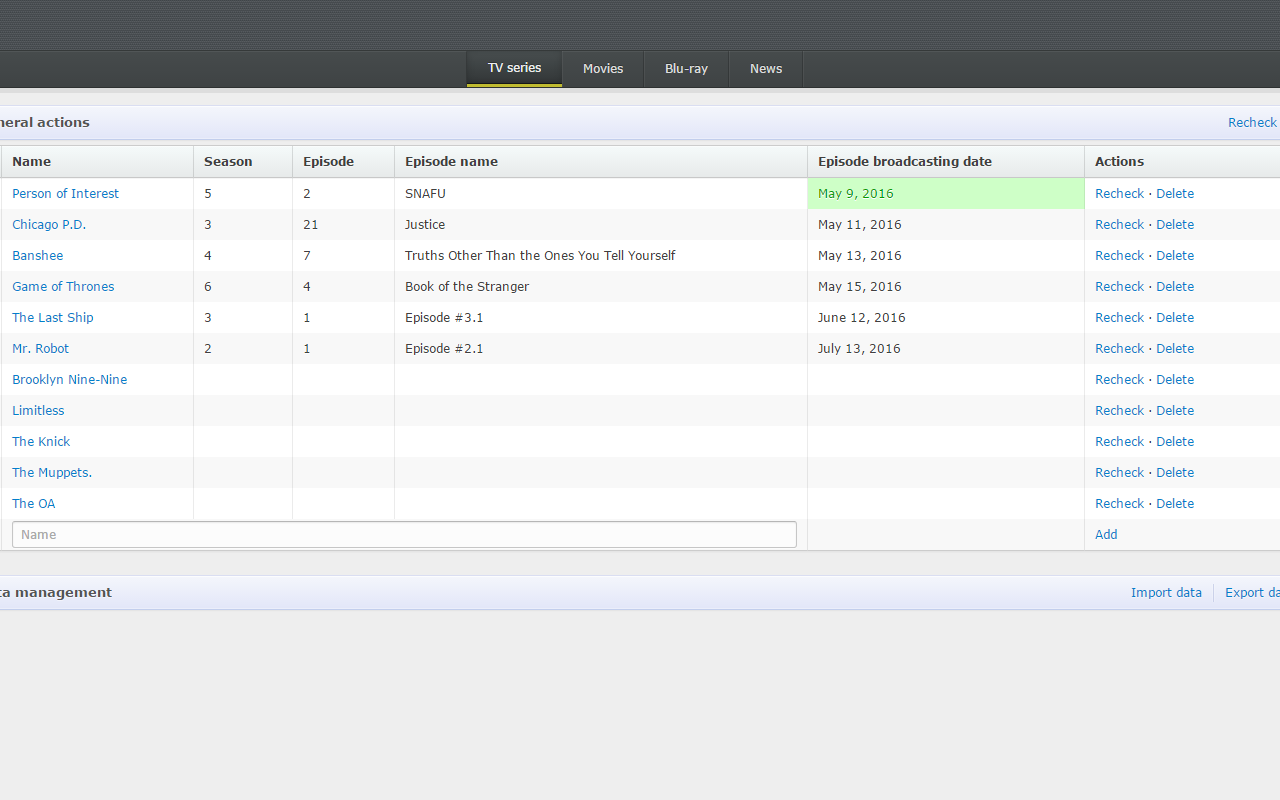 TV series Movies Blu-ray News
neral actions Recheck
Name Season Episode Episode name Episode broadcasting date Actions
Person of Interest 5 2 SNAFU May 9, 2016 Recheck · Delete
Chicago P.D. 3 21 Justice May 11, 2016 Recheck · Delete
Banshee 4 7 Truths Other Than the Ones You Tell Yourself May 13, 2016 Recheck · Delete
Game of Thrones 6 4 Book of the Stranger May 15, 2016 Recheck · Delete
The Last Ship 3 1 Episode #3.1 June 12, 2016 Recheck · Delete
Mr. Robot 2 1 Episode #2.1 July 13, 2016 Recheck · Delete
Brooklyn Nine-Nine Recheck · Delete
Limitless Recheck · Delete
The Knick Recheck · Delete
The Muppets. Recheck · Delete
The OA Recheck · Delete
Name Add
ta management Import data Export da